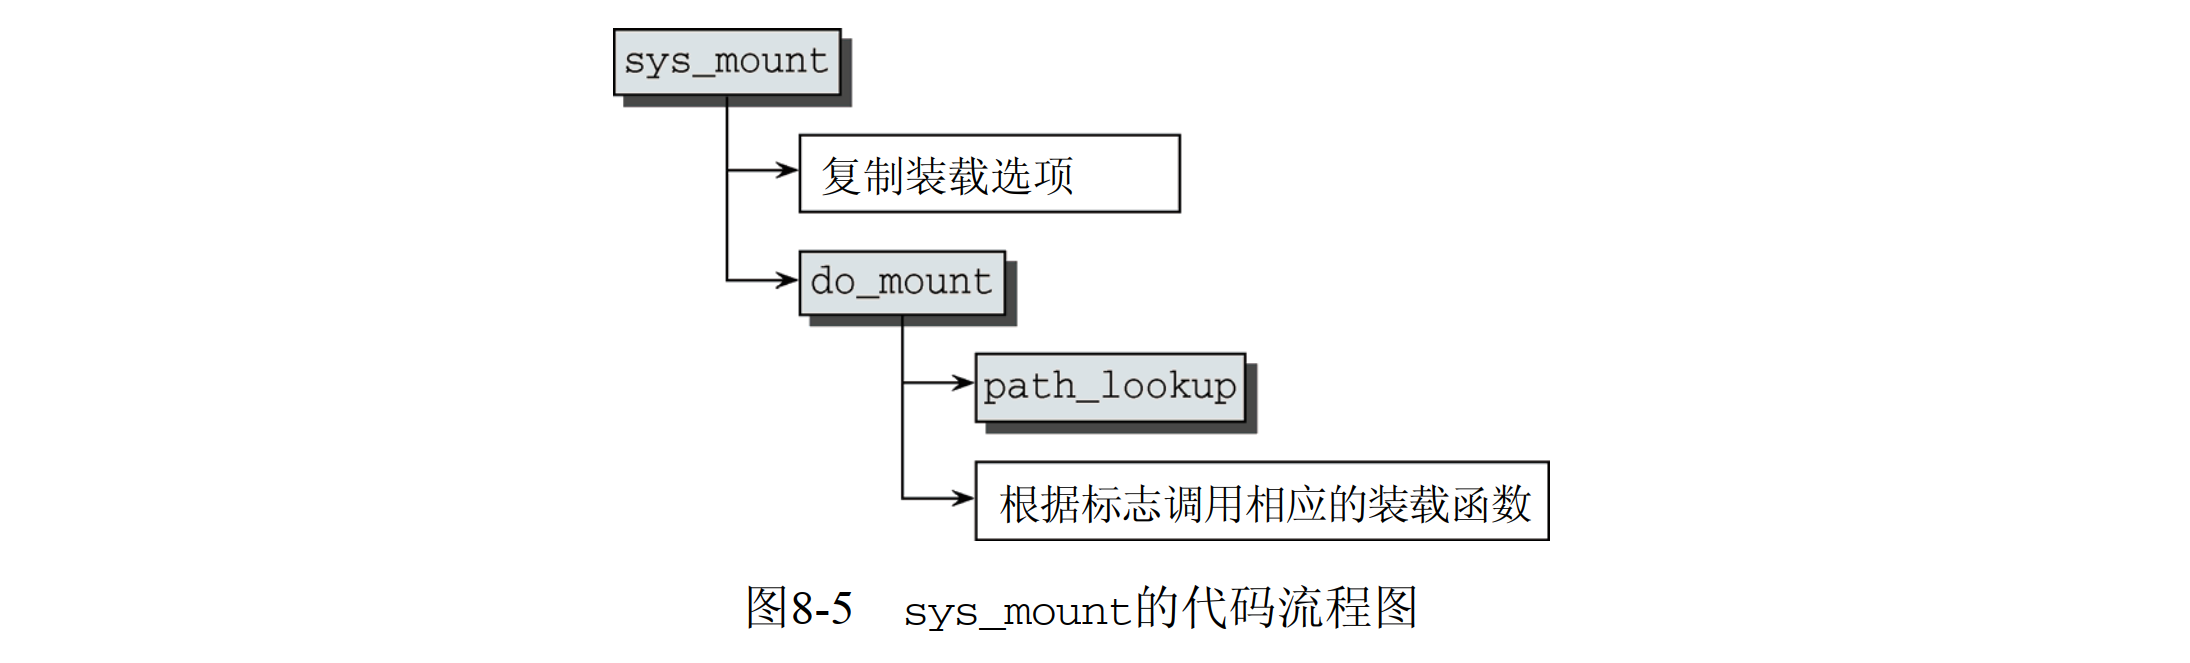 sys_mount
复制装载选项
do_mount
path_lookup
根据标志调用相应的装载函数
图8-5 sys_mount的代码流程图